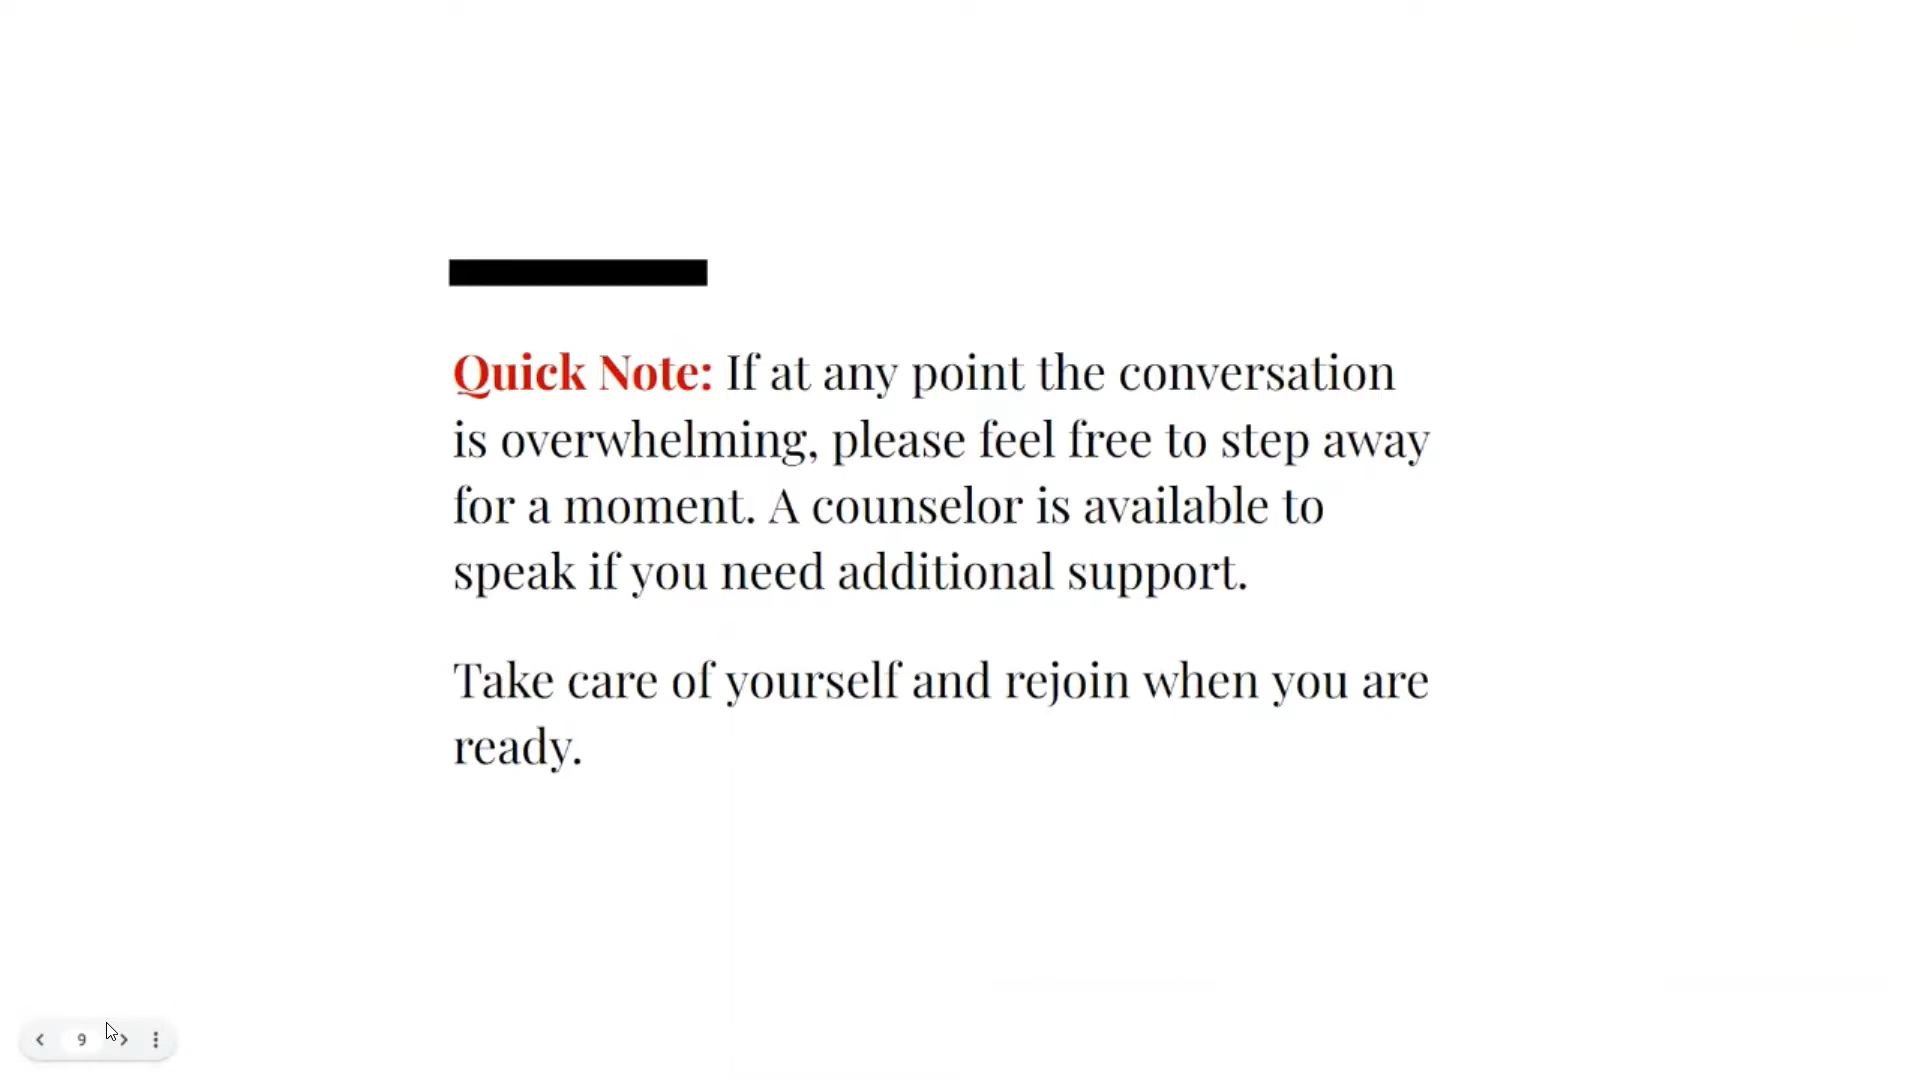 Quick Note: If at any point the conversation
is overwhelming, please feel free to step away
for a moment. A counselor is available to
speak if you need additional support.
Take care of yourself and rejoin when you are
ready.
9